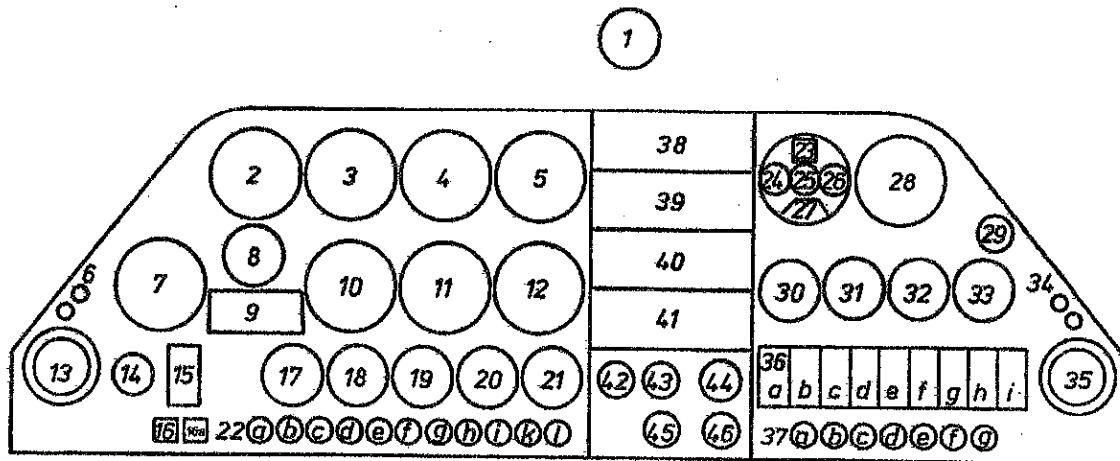 1
2 3 4 5 38 23
24 25 26 28
39 27
6 7 8 29
9 10 11 12 40 30 31 32 33 34
41
13 14 15 17 18 19 20 21 42 43 44 36 a b c d e f g h i 35
16 16a 22 a b c d e f g h i k l 45 46 37 a b c d e f g